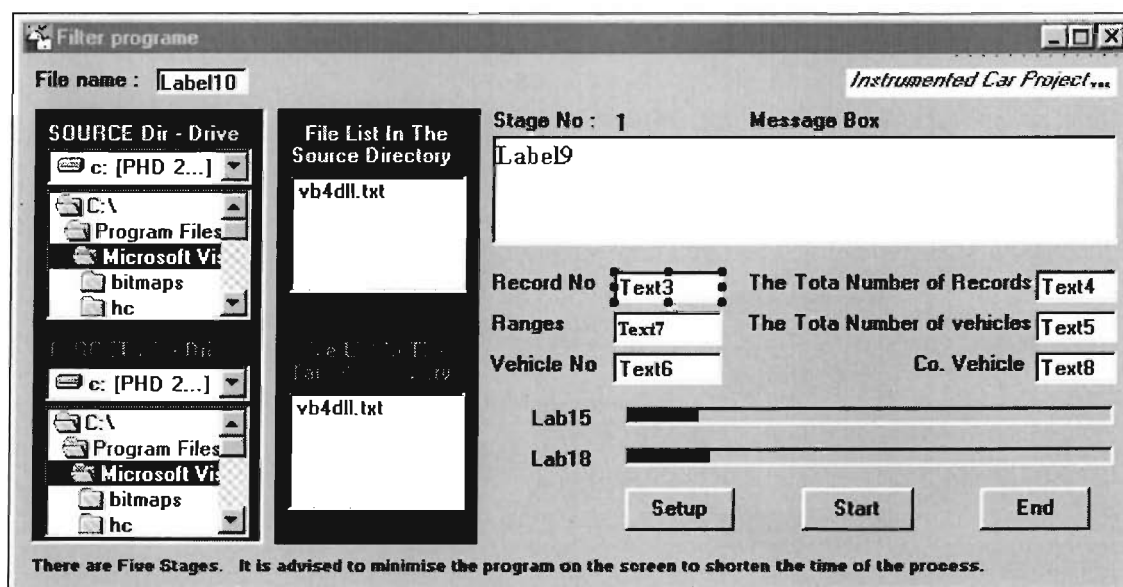 Filter programe
File name : Label10
Instrumented Car Project...
SOURCE Dir - Drive
c: [PHD 2...]
C:\
Program Files
Microsoft Vis
bitmaps
hc
File List In The
Source Directory
vb4dll.txt
c: [PHD 2...]
C:\
Program Files
Microsoft Vis
bitmaps
hc
vb4dll.txt
Stage No : 1 Message Box
Label9
Record No Text3 The Tota Number of Records Text4
Ranges Text7 The Tota Number of vehicles Text5
Vehicle No Text6 Co. Vehicle Text8
Lab15
Lab18
Setup Start End
There are Five Stages. It is advised to minimise the program on the screen to shorten the time of the process.